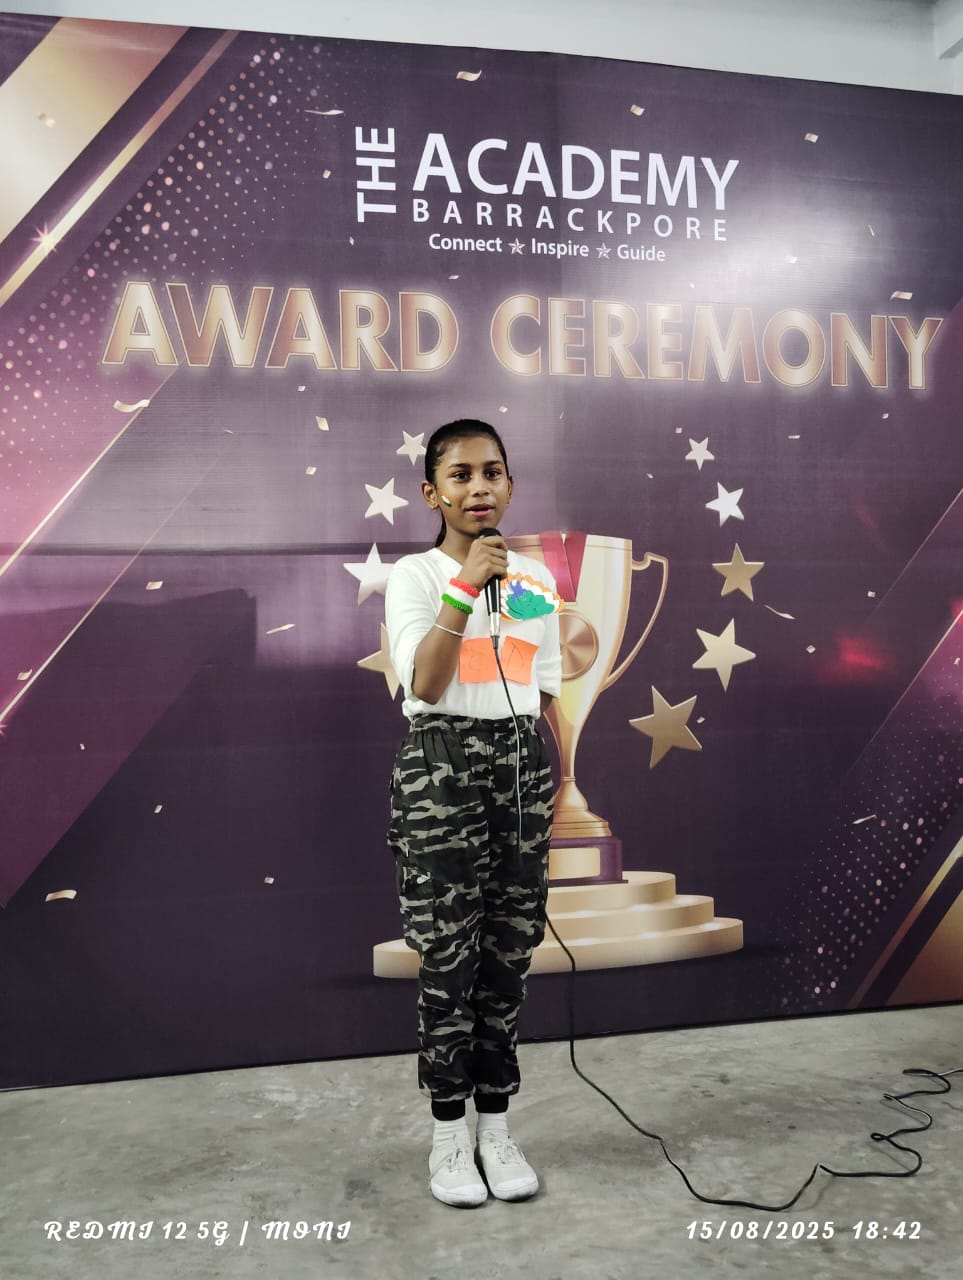 THE ACADEMY
BARRACKPORE
Connect ★ Inspire ★ Guide
AWARD CEREMONY
REDMI 12 5G | MONI
15/08/2025 18:42